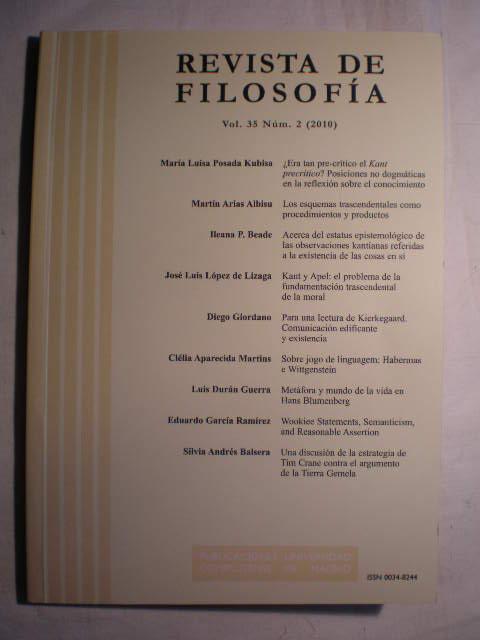 REVISTA DE
FILOSOFÍA
Vol. 35 Núm. 2 (2010)
María Luisa Posada Kubisa ¿Era tan pre-crítico el Kant
precrítico? Posiciones no dogmáticas
en la reflexión sobre el conocimiento
Martín Arias Albisu Los esquemas trascendentales como
procedimientos y productos
Ileana P. Beade Acerca del estatus epistemológico de
las observaciones kantianas referidas
a la existencia de las cosas en sí
José Luis López de Lizaga Kant y Apel: el problema de la
fundamentación trascendental
de la moral
Diego Giordano Para una lectura de Kierkegaard.
Comunicación edificante
y existencia
Clélia Aparecida Martins Sobre jogo de linguagem: Habermas
e Wittgenstein
Luis Durán Guerra Metáfora y mundo de la vida en
Hans Blumenberg
Eduardo García Ramírez Wookiee Statements, Semanticism,
and Reasonable Assertion
Silvia Andrés Balsera Una discusión de la estrategia de
Tim Crane contra el argumento
de la Tierra Gemela
PUBLICACIONES UNIVERSIDAD
COMPLUTENSE DE MADRID
ISSN 0034-8244